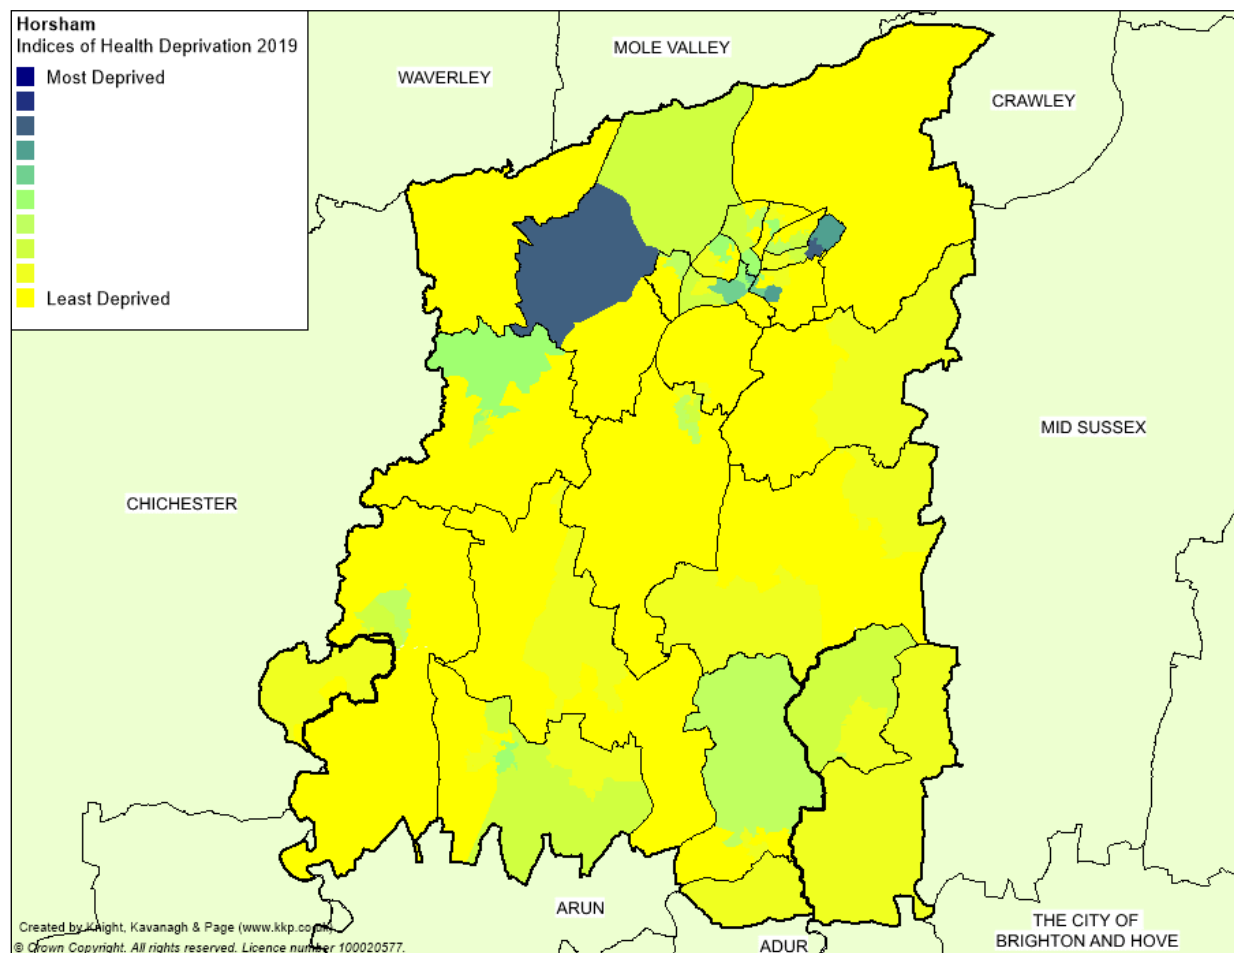 Horsham
Indices of Health Deprivation 2019
Most Deprived
Least Deprived
MOLE VALLEY
WAVERLEY
CRAWLEY
MID SUSSEX
CHICHESTER
ARUN
ADUR
THE CITY OF
BRIGHTON AND HOVE
Created by Knight, Kavanagh & Page (www.kkp.co.uk)
© Crown Copyright. All rights reserved. Licence number 100020577.